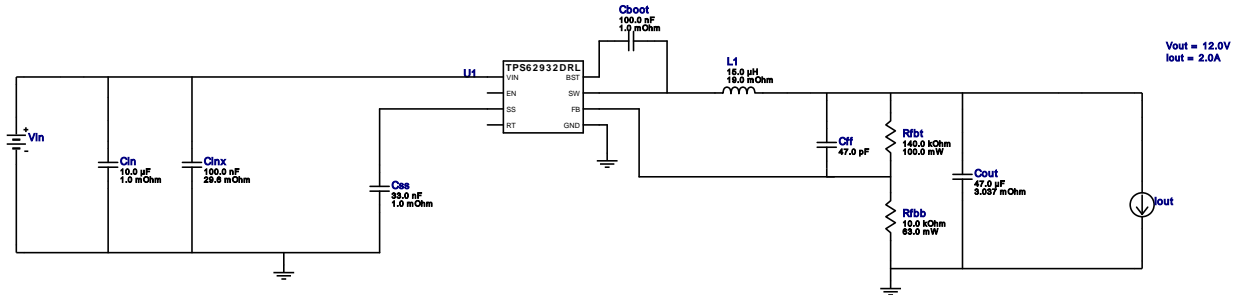 Cboot
100.0 nF
1.0 mOhm
Vout = 12.0V
Iout = 2.0A
U1
TPS62932DRL
VIN
EN
SS
RT
BST
SW
FB
GND
L1
15.0 µH
19.0 mOhm
+
Vin
-
Cin
10.0 µF
1.0 mOhm
Cinx
100.0 nF
29.6 mOhm
Css
33.0 nF
1.0 mOhm
Cff
47.0 pF
Rfbt
140.0 kOhm
100.0 mW
Rfbb
10.0 kOhm
63.0 mW
Cout
47.0 µF
3.037 mOhm
Iout